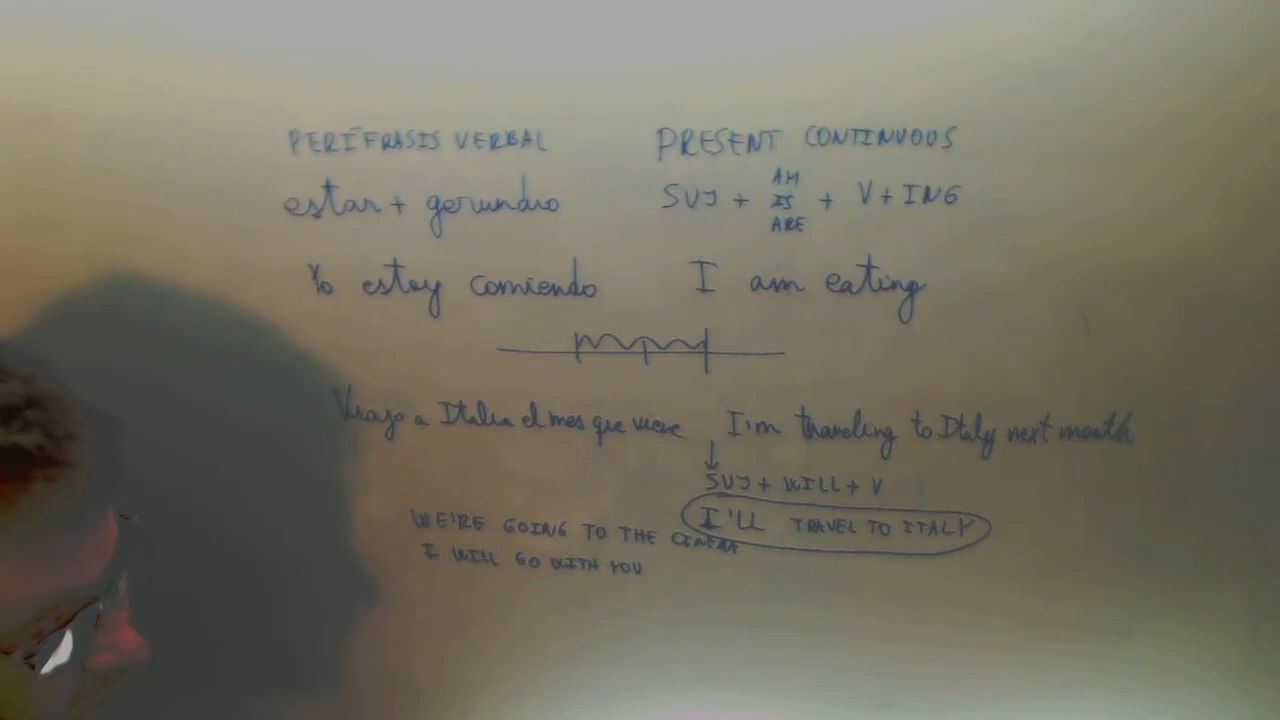 PERÍFRASIS VERBAL
estar + gerundio
Yo estoy comiendo
PRESENT CONTINUOUS
SUJ + AM IS ARE + V + ING
I am eating
Viajo a Italia el mes que viene
I'm traveling to Italy next month
SUJ + WILL + V
I'LL TRAVEL TO ITALY
WE'RE GOING TO THE CINEMA
I WILL GO WITH YOU